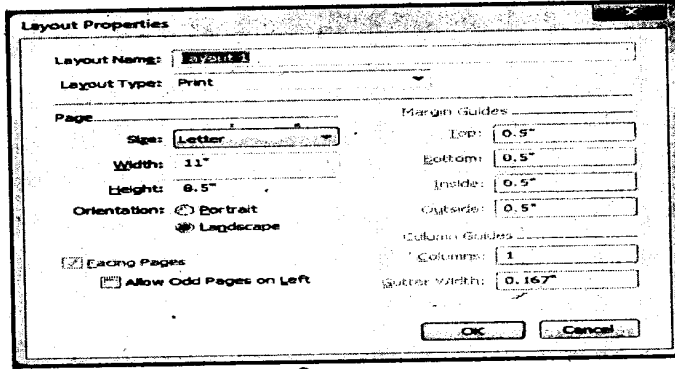 Layout Properties
Layout Name: Layout 1
Layout Type: Print
Page
Size: Letter
Width: 11"
Height: 8.5"
Orientation: Portrait
Landscape
Facing Pages
Allow Odd Pages on Left
Margin Guides
Top: 0.5"
Bottom: 0.5"
Inside: 0.5"
Outside: 0.5"
Column Guides
Columns: 1
Gutter Width: 0.167"
OK Cancel